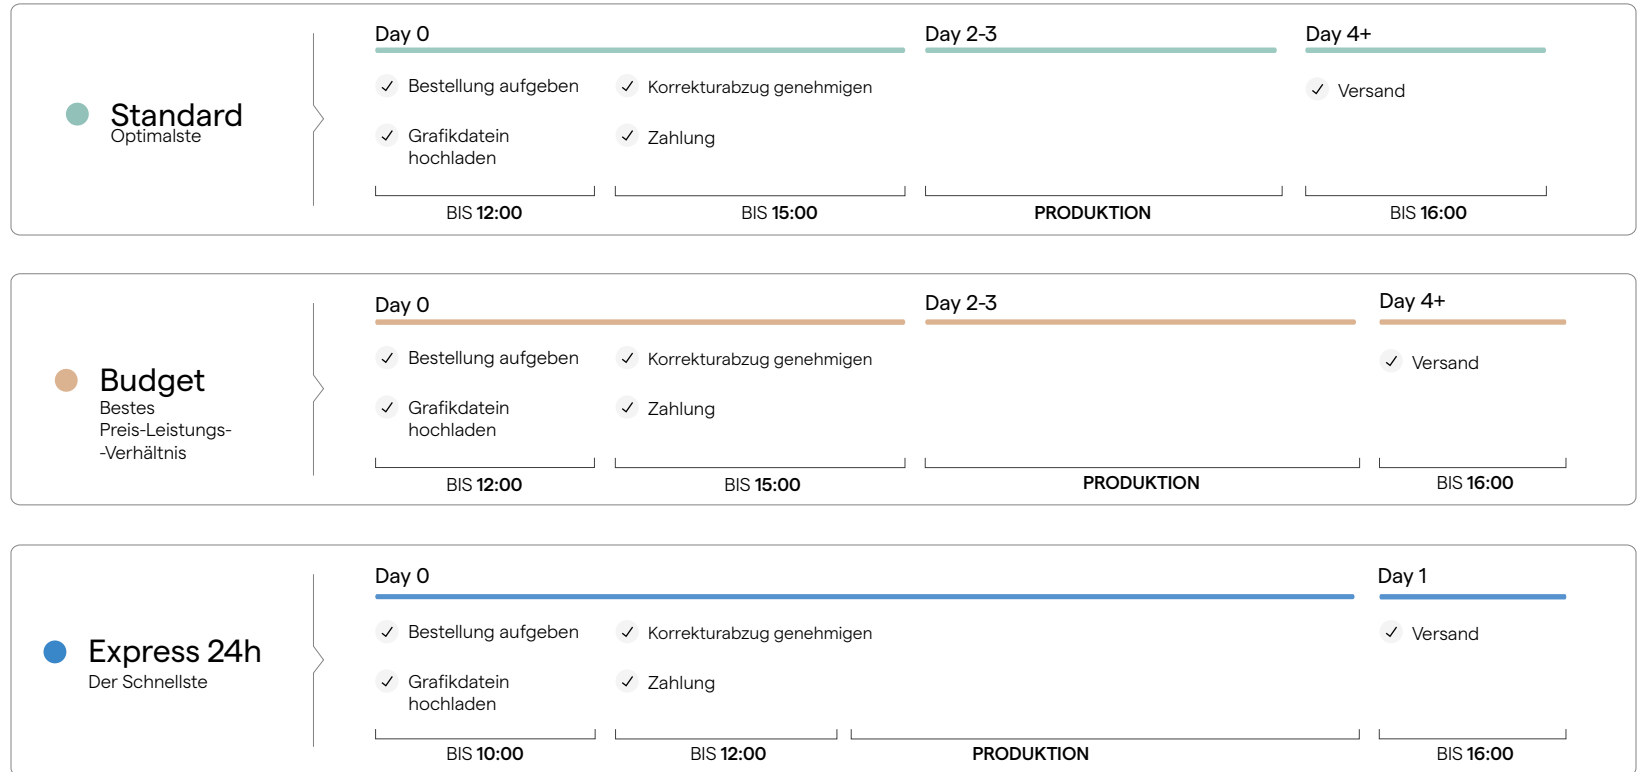 Standard
Optimalste
Day 0
Day 2-3
Day 4+
Bestellung aufgeben
Korrekturabzug genehmigen
Versand
Grafikdatein
hochladen
Zahlung
BIS 12:00
BIS 15:00
PRODUKTION
BIS 16:00
Budget
Bestes
Preis-Leistungs-
-Verhältnis
Day 0
Day 2-3
Day 4+
Bestellung aufgeben
Korrekturabzug genehmigen
Versand
Grafikdatein
hochladen
Zahlung
BIS 12:00
BIS 15:00
PRODUKTION
BIS 16:00
Express 24h
Der Schnellste
Day 0
Day 1
Bestellung aufgeben
Korrekturabzug genehmigen
Versand
Grafikdatein
hochladen
Zahlung
BIS 10:00
BIS 12:00
PRODUKTION
BIS 16:00